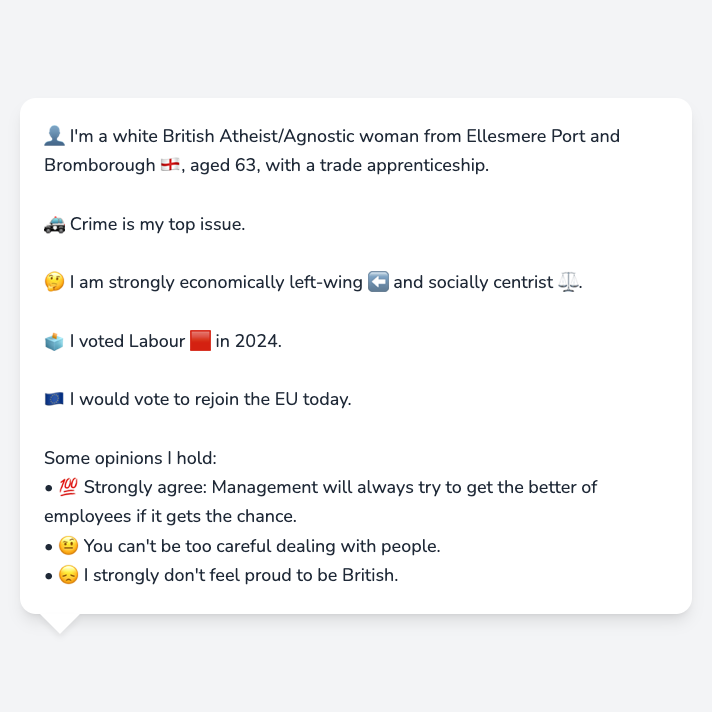 👤 I'm a white British Atheist/Agnostic woman from Ellesmere Port and
Bromborough 🏴󠁧󠁢󠁥󠁮󠁧󠁿, aged 63, with a trade apprenticeship.
🚓 Crime is my top issue.
🤔 I am strongly economically left-wing ⬅️ and socially centrist ⚖️.
🗳️ I voted Labour 🟥 in 2024.
🇪🇺 I would vote to rejoin the EU today.
Some opinions I hold:
• 💯 Strongly agree: Management will always try to get the better of
employees if it gets the chance.
• 🤨 You can't be too careful dealing with people.
• 😞 I strongly don't feel proud to be British.